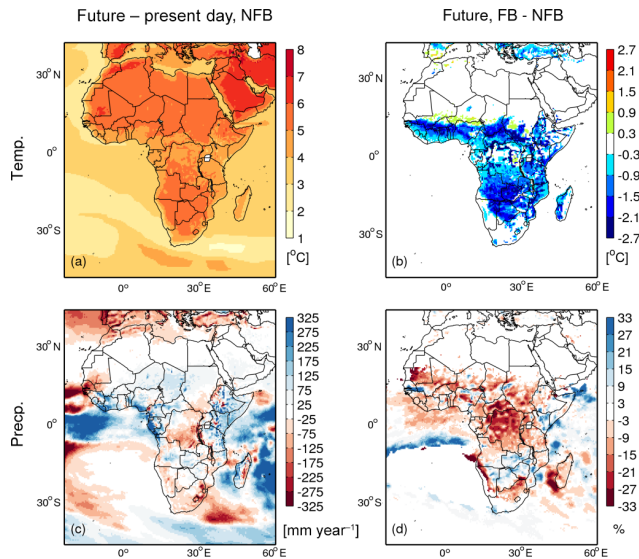 Future – present day, NFB
Future, FB - NFB
Temp.
30° N
0°
30° S
(a)
0°
30° E
60° E
8
7
6
5
4
3
2
1
[°C]
30° N
0°
30° S
(b)
0°
30° E
60° E
2.7
2.1
1.5
0.9
0.3
-0.3
-0.9
-1.5
-2.1
-2.7
[°C]
Precp.
30° N
0°
30° S
(c)
0°
30° E
60° E
325
275
225
175
125
75
25
-25
-75
-125
-175
-225
-275
-325
[mm year⁻¹]
30° N
0°
30° S
(d)
0°
30° E
60° E
33
27
21
15
9
3
-3
-9
-15
-21
-27
-33
%